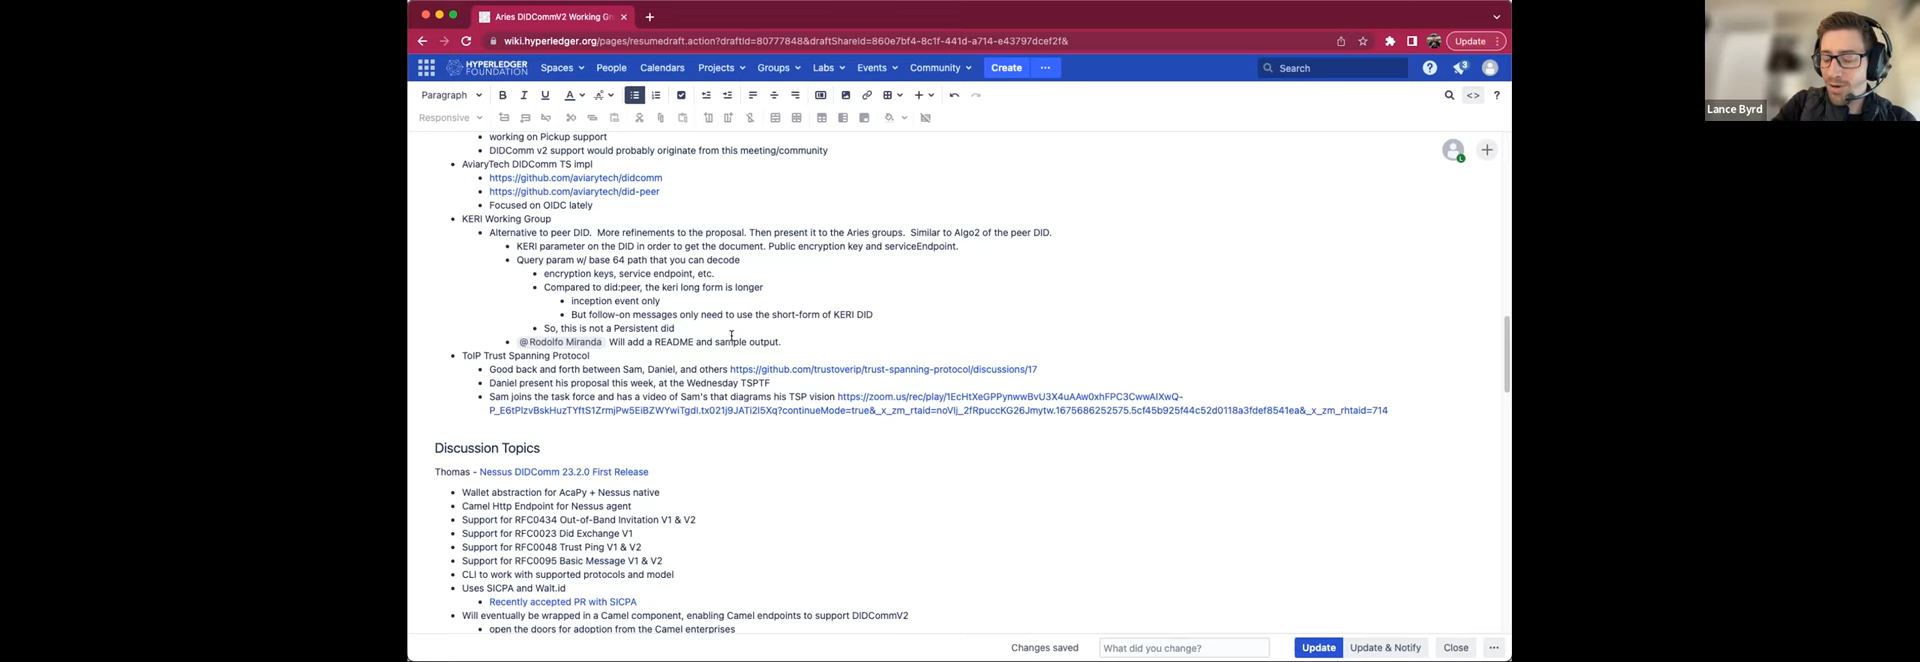 Aries DIDCommV2 Working Gr
wiki.hyperledger.org/pages/resumedraft.action?draftId=80777848&draftShareId=860e7bf4-8c1f-441d-a714-e43797dcef2f&
Update
HYPERLEDGER FOUNDATION Spaces People Calendars Projects Groups Labs Events Community Create Search 3
Paragraph B I U A
Responsive
working on Pickup support
DIDComm v2 support would probably originate from this meeting/community
AviaryTech DIDComm TS impl
https://github.com/aviarytech/didcomm
https://github.com/aviarytech/did-peer
Focused on OIDC lately
KERI Working Group
Alternative to peer DID. More refinements to the proposal. Then present it to the Aries groups. Similar to Algo2 of the peer DID.
KERI parameter on the DID in order to get the document. Public encryption key and serviceEndpoint.
Query param w/ base 64 path that you can decode
encryption keys, service endpoint, etc.
Compared to did:peer, the keri long form is longer
inception event only
But follow-on messages only need to use the short-form of KERI DID
So, this is not a Persistent did
@Rodolfo Miranda Will add a README and sample output.
ToIP Trust Spanning Protocol
Good back and forth between Sam, Daniel, and others https://github.com/trustoverip/trust-spanning-protocol/discussions/17
Daniel present his proposal this week, at the Wednesday TSPTF
Sam joins the task force and has a video of Sam's that diagrams his TSP vision
Discussion Topics
Thomas - Nessus DIDComm 23.2.0 First Release
Wallet abstraction for AcaPy + Nessus native
Camel Http Endpoint for Nessus agent
Support for RFC0434 Out-of-Band Invitation V1 & V2
Support for RFC0023 Did Exchange V1
Support for RFC0048 Trust Ping V1 & V2
Support for RFC0095 Basic Message V1 & V2
CLI to work with supported protocols and model
Uses SICPA and Walt.id
Recently accepted PR with SICPA
Will eventually be wrapped in a Camel component, enabling Camel endpoints to support DIDCommV2
open the doors for adoption from the Camel enterprises
Changes saved What did you change? Update Update & Notify Close
Lance Byrd